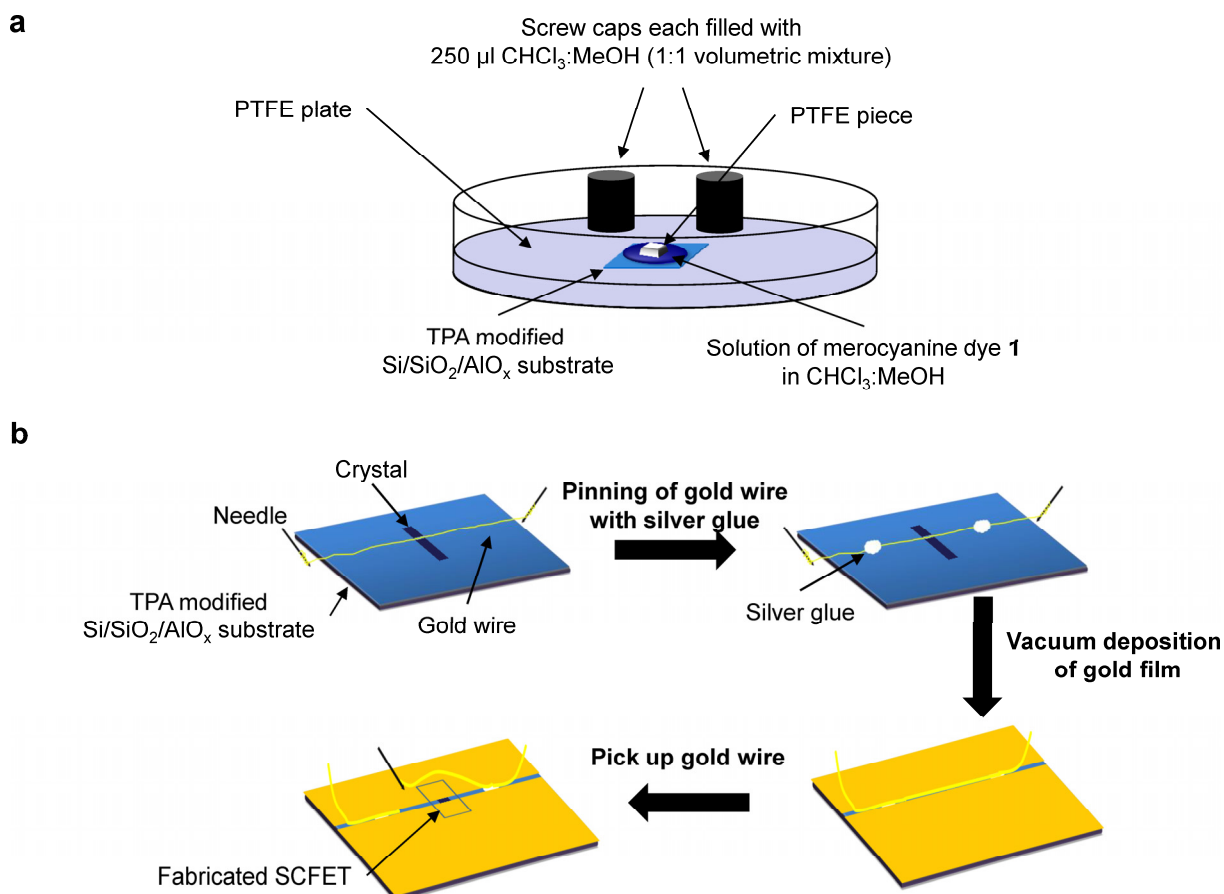 a
Screw caps each filled with
250 µl CHCl₃:MeOH (1:1 volumetric mixture)
PTFE plate
PTFE piece
TPA modified
Si/SiO₂/AlOₓ substrate
Solution of merocyanine dye 1
in CHCl₃:MeOH
b
Crystal
Needle
Pinning of gold wire
with silver glue
TPA modified
Si/SiO₂/AlOₓ substrate
Gold wire
Silver glue
Vacuum deposition
of gold film
Pick up gold wire
Fabricated SCFET